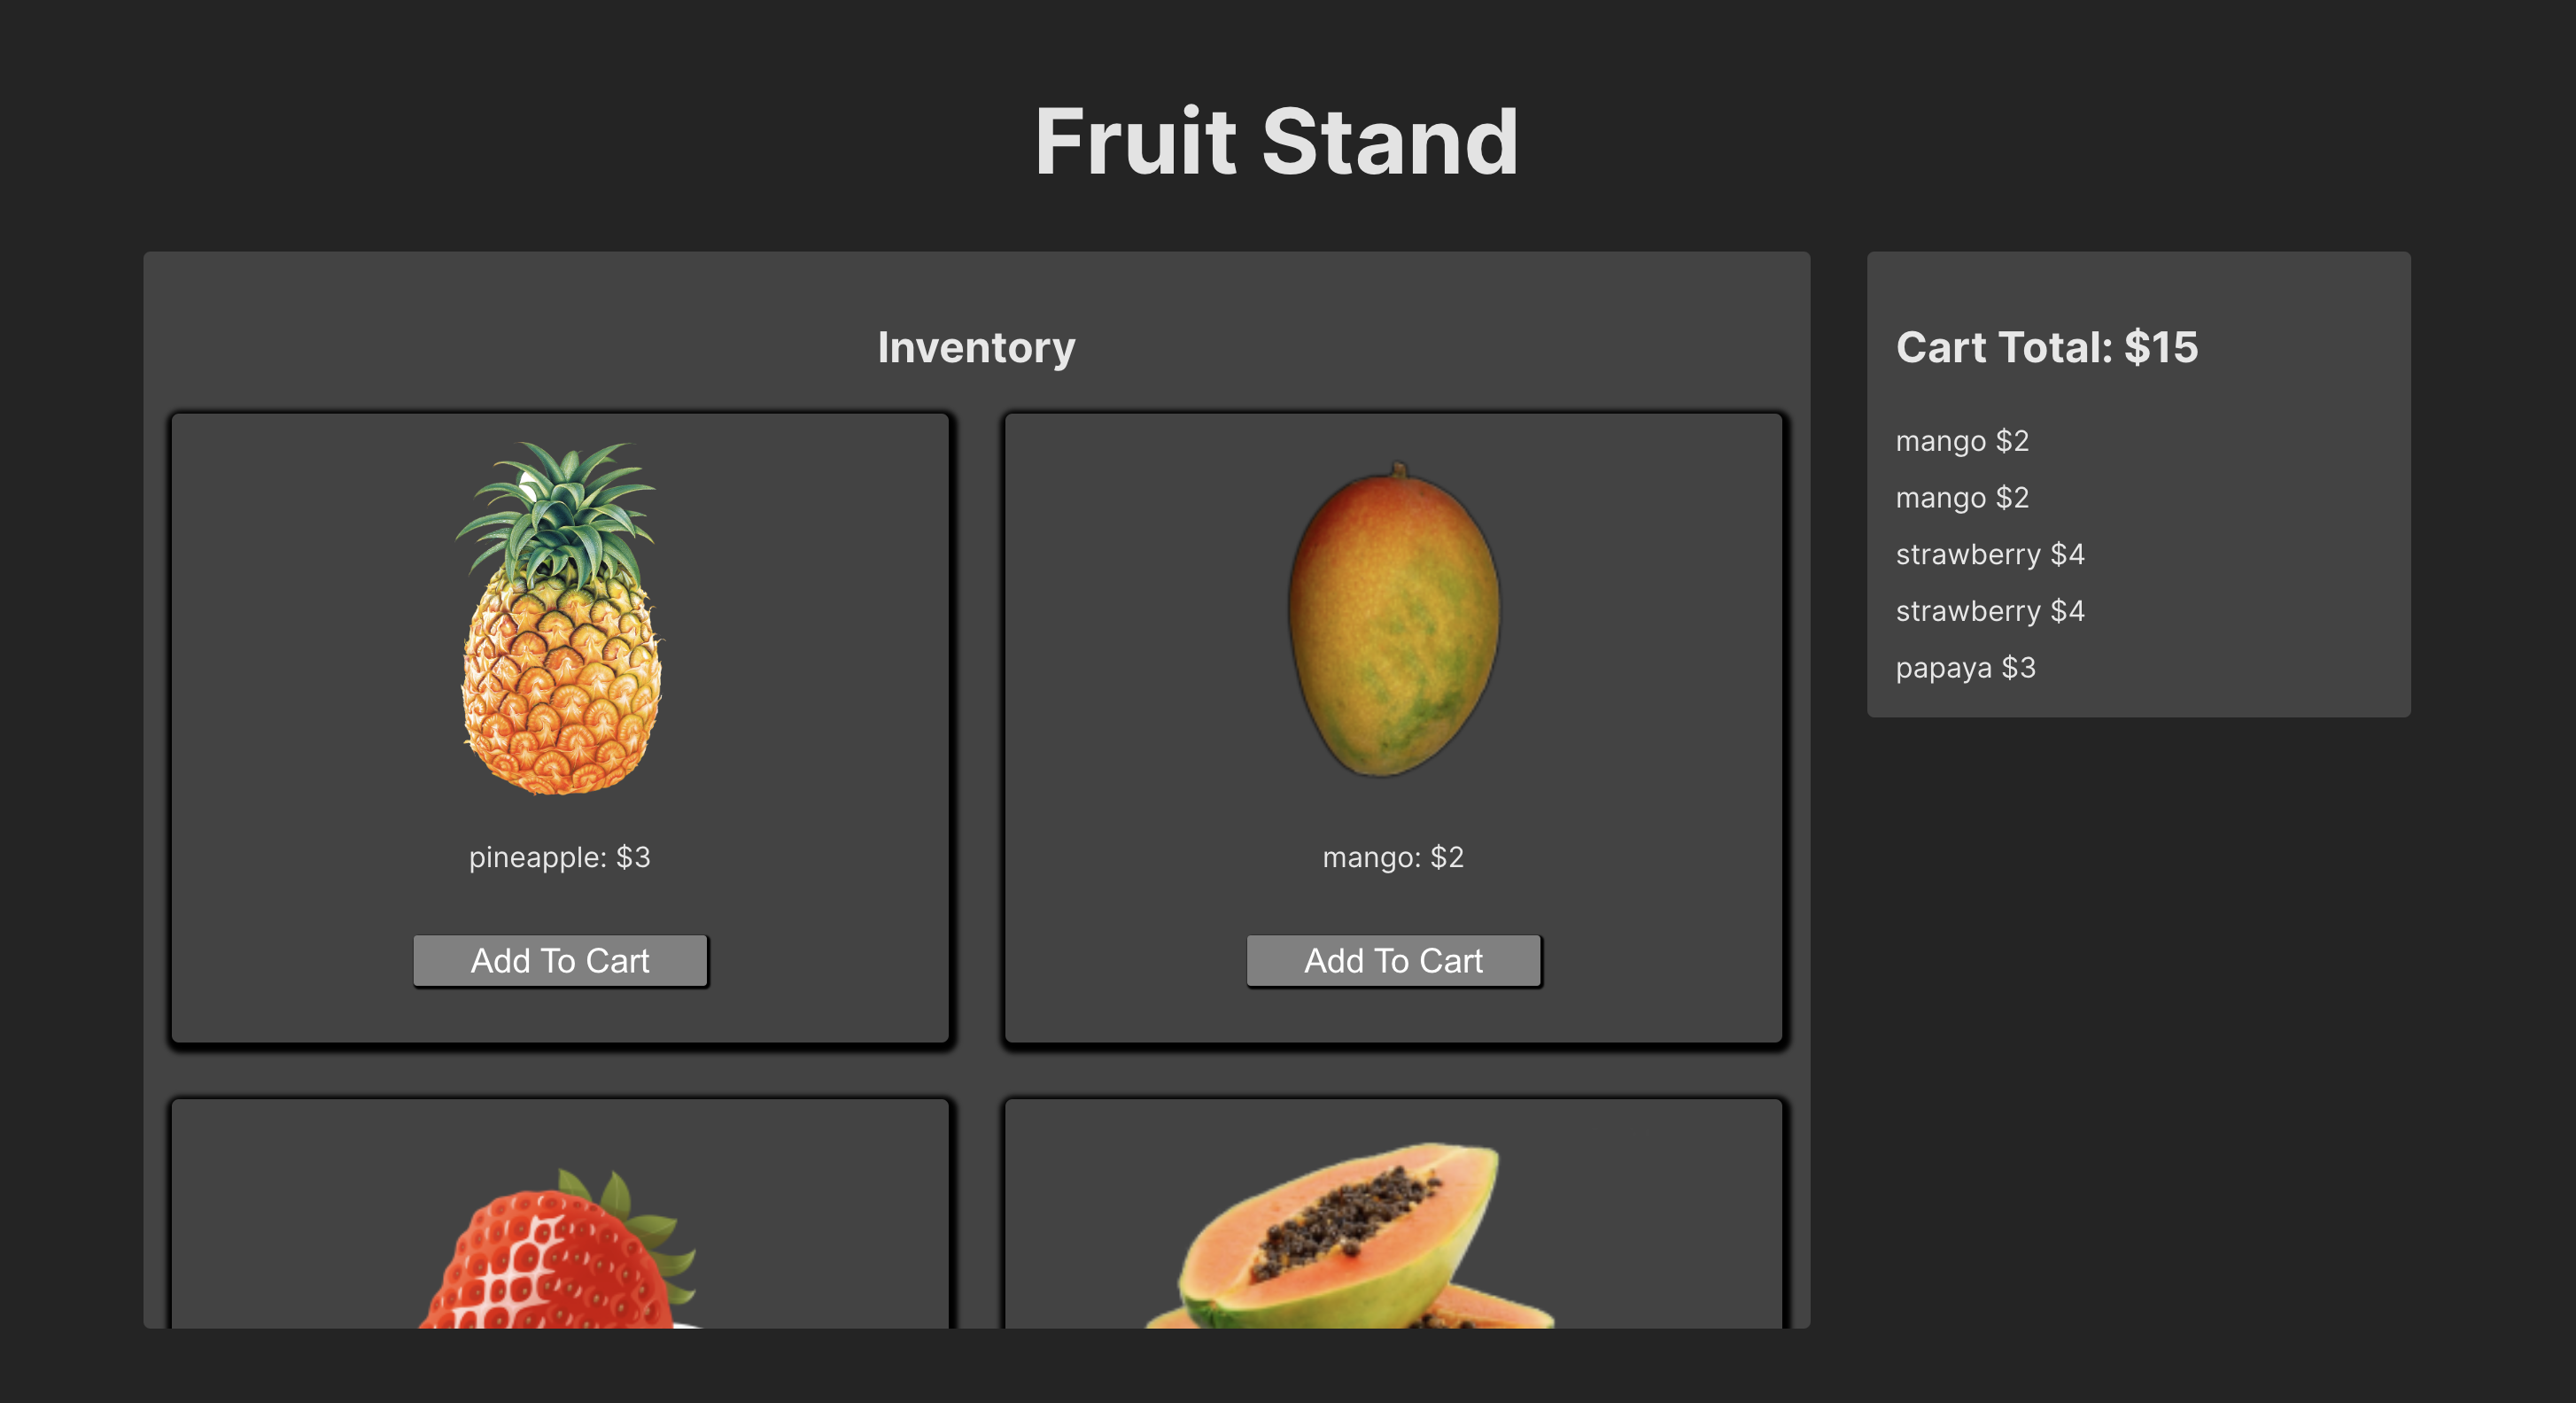 Fruit Stand
Inventory
pineapple: $3
Add To Cart
mango: $2
Add To Cart
Cart Total: $15
mango $2
mango $2
strawberry $4
strawberry $4
papaya $3